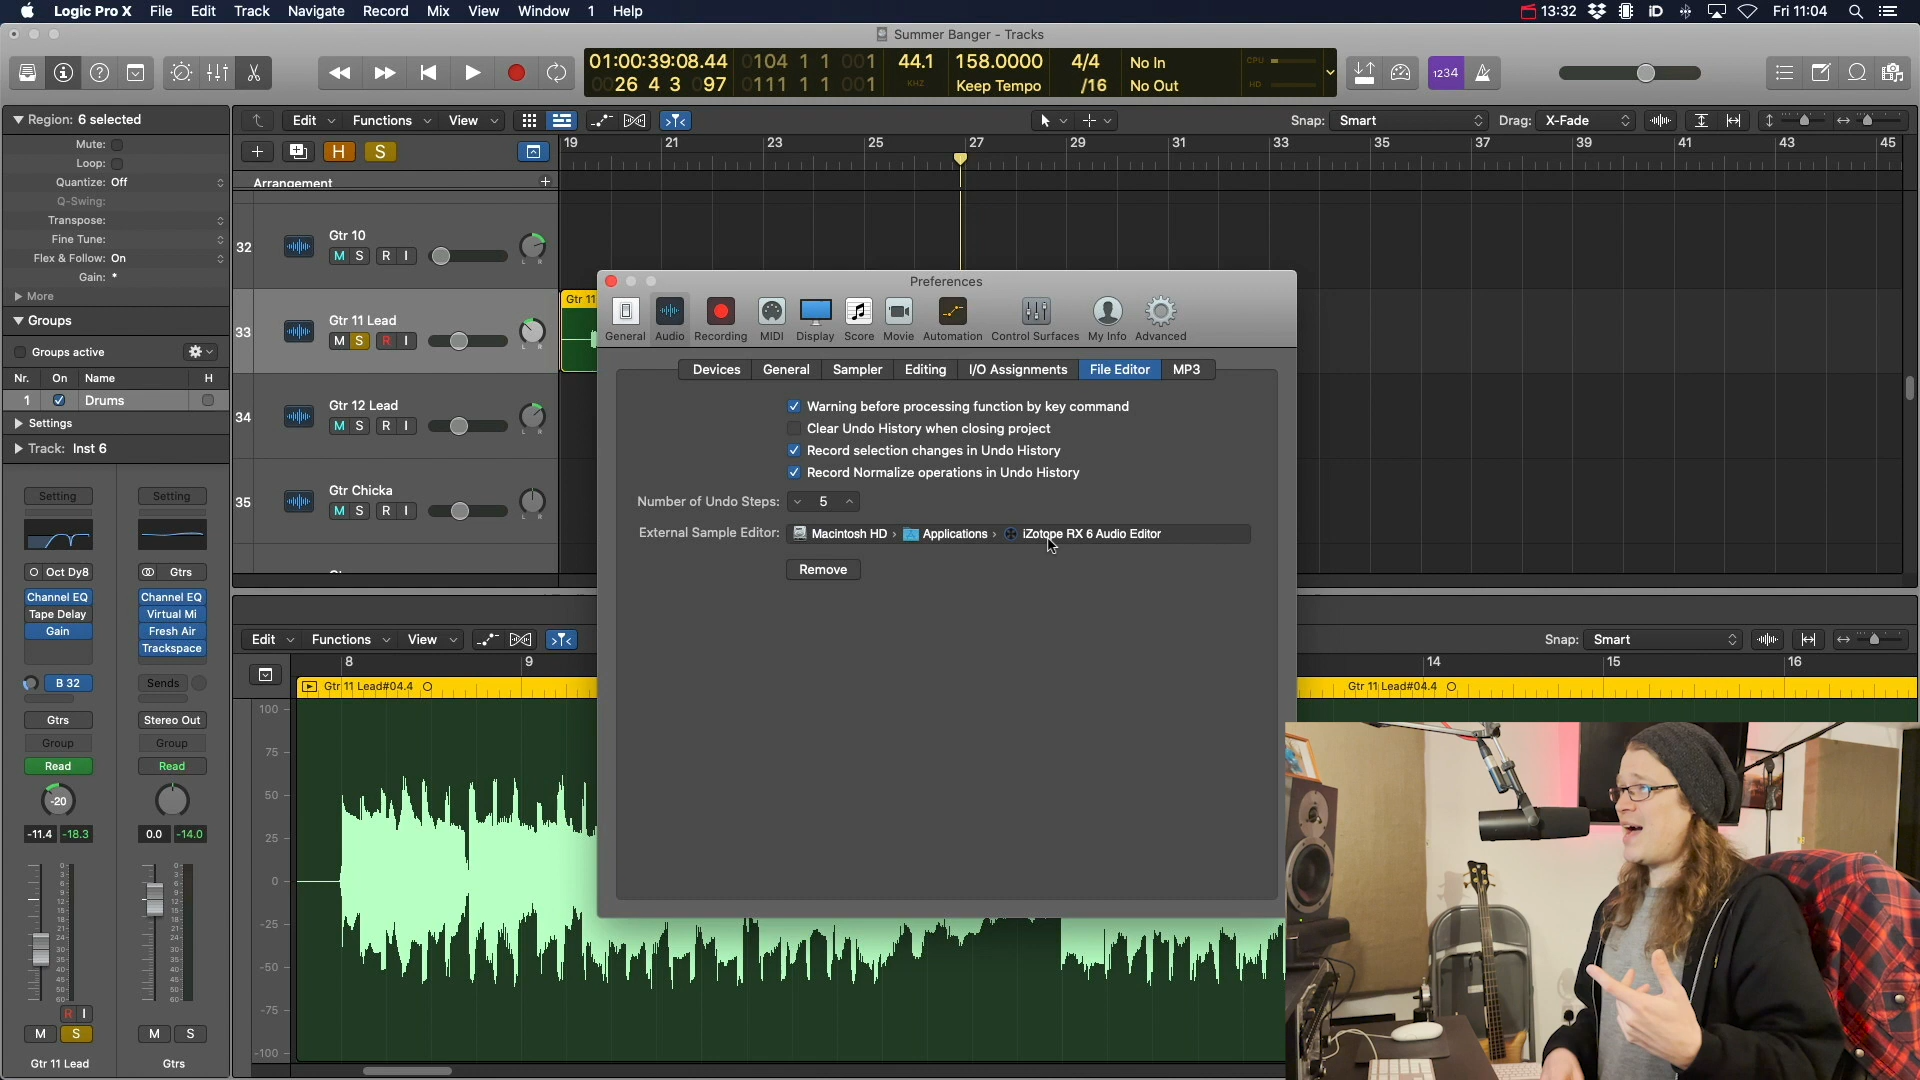 Logic Pro X File Edit Track Navigate Record Mix View Window 1 Help
13:32 iD Fri 11:04
Summer Banger - Tracks
01:00:39:08.44 0104 1 1 001 44.1 158.0000 4/4 No In CPU
0026 4 3 097 0111 1 1 001 KHZ Keep Tempo /16 No Out HD
1234
Region: 6 selected
Mute:
Loop:
Quantize: Off
Q-Swing:
Transpose:
Fine Tune:
Flex & Follow: On
Gain: *
More
Groups
Groups active
Nr. On Name H
1 Drums
Settings
Track: Inst 6
Edit Functions View
Snap: Smart Drag: X-Fade
H S
19 21 23 25 27 29 31 33 35 37 39 41 43 45
Arrangement
32 Gtr 10
M S R I
L R
33 Gtr 11 Lead
M S R I
L R
Gtr 11
34 Gtr 12 Lead
M S R I
L R
35 Gtr Chicka
M S R I
L R
Preferences
General Audio Recording MIDI Display Score Movie Automation Control Surfaces My Info Advanced
Devices General Sampler Editing I/O Assignments File Editor MP3
Warning before processing function by key command
Clear Undo History when closing project
Record selection changes in Undo History
Record Normalize operations in Undo History
Number of Undo Steps: 5
External Sample Editor: Macintosh HD › Applications › iZotope RX 6 Audio Editor
Remove
Setting Setting
Oct Dy8 Gtrs
Channel EQ Channel EQ
Tape Delay Virtual Mi
Gain Fresh Air
Trackspace
B 32 Sends
Gtrs Stereo Out
Group Group
Read Read
-20
-11.4 -18.3 0.0 -14.0
R I
M S M S
Gtr 11 Lead Gtrs
Edit Functions View
Snap: Smart
8 9 14 15 16
Gtr 11 Lead#04.4 Gtr 11 Lead#04.4
100
75
50
25
0
-25
-50
-75
-100